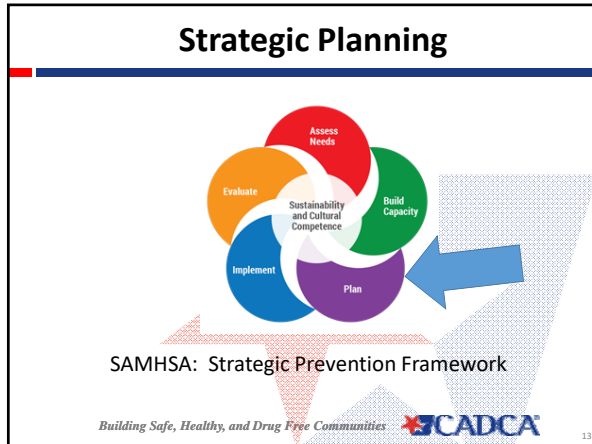 Strategic Planning
Assess
Needs
Evaluate
Build
Capacity
Sustainability
and Cultural
Competence
Implement
Plan
SAMHSA: Strategic Prevention Framework
Building Safe, Healthy, and Drug Free Communities
CADCA®
13